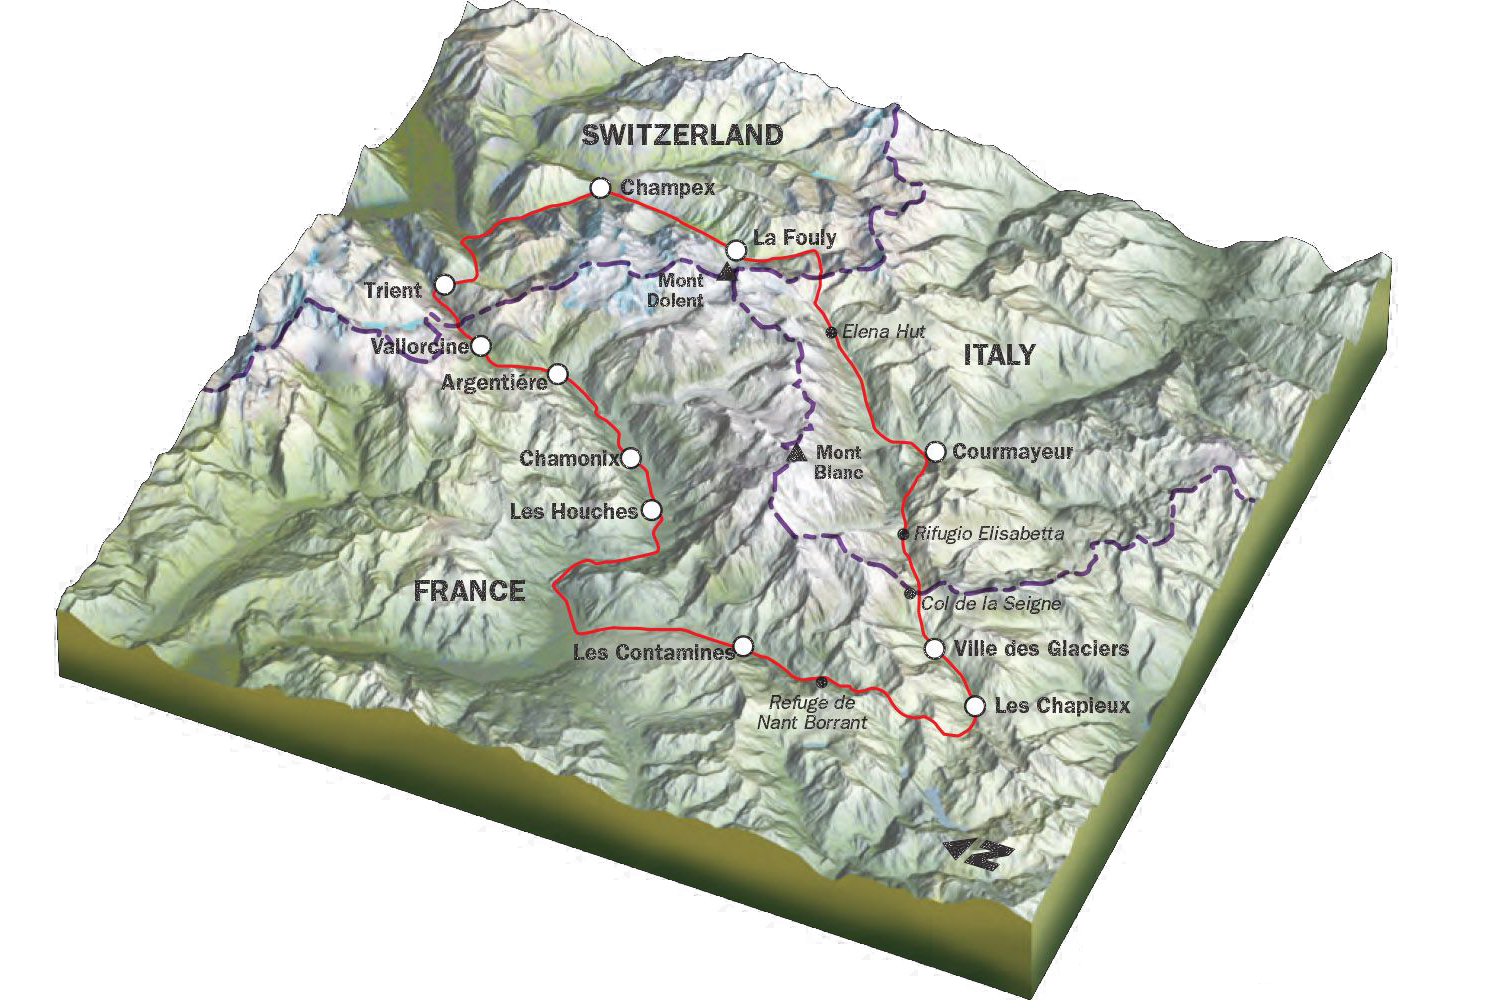 SWITZERLAND
Champex
La Fouly
Mont
Dolent
Trient
Elena Hut
Vallorcine
ITALY
Argentiére
Courmayeur
Mont
Blanc
Chamonix
Les Houches
Rifugio Elisabetta
FRANCE
Col de la Seigne
Les Contamines
Ville des Glaciers
Refuge de
Nant Borrant
Les Chapieux
N